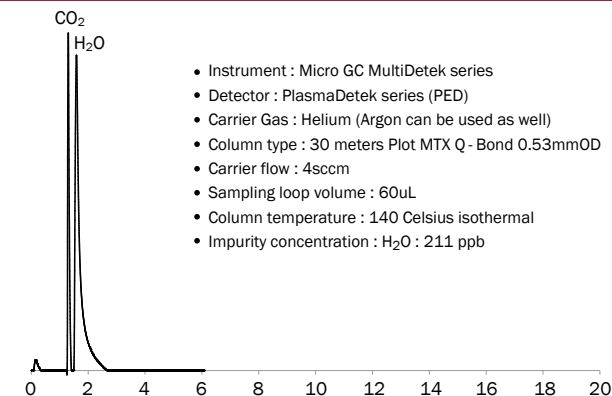 CO₂
H₂O
• Instrument : Micro GC MultiDetek series
• Detector : PlasmaDetek series (PED)
• Carrier Gas : Helium (Argon can be used as well)
• Column type : 30 meters Plot MTX Q - Bond 0.53mmOD
• Carrier flow : 4sccm
• Sampling loop volume : 60uL
• Column temperature : 140 Celsius isothermal
• Impurity concentration : H₂O : 211 ppb
0 2 4 6 8 10 12 14 16 18 20